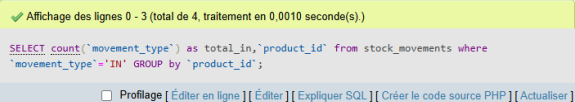 Affichage des lignes 0 - 3 (total de 4, traitement en 0,0010 seconde(s).)
SELECT count(`movement_type`) as total_in,`product_id` from stock_movements where
`movement_type`='IN' GROUP by `product_id`;
Profilage [ Éditer en ligne ] [ Éditer ] [ Expliquer SQL ] [ Créer le code source PHP ] [ Actualiser ]